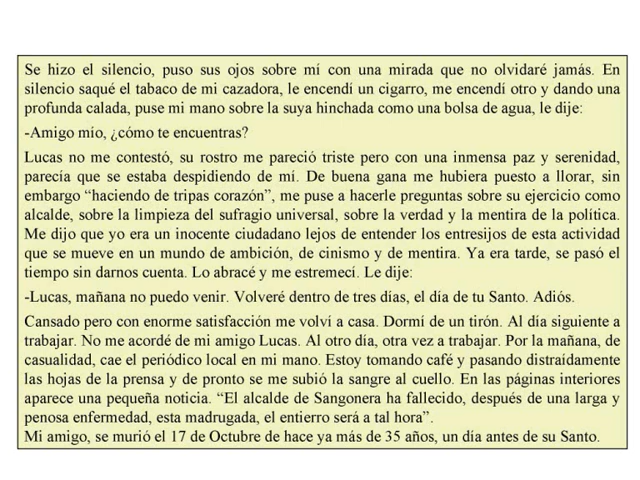 Se hizo el silencio, puso sus ojos sobre mí con una mirada que no olvidaré jamás. En
silencio saqué el tabaco de mi cazadora, le encendí un cigarro, me encendí otro y dando una
profunda calada, puse mi mano sobre la suya hinchada como una bolsa de agua, le dije:
-Amigo mío, ¿cómo te encuentras?
Lucas no me contestó, su rostro me pareció triste pero con una inmensa paz y serenidad,
parecía que se estaba despidiendo de mí. De buena gana me hubiera puesto a llorar, sin
embargo “haciendo de tripas corazón”, me puse a hacerle preguntas sobre su ejercicio como
alcalde, sobre la limpieza del sufragio universal, sobre la verdad y la mentira de la política.
Me dijo que yo era un inocente ciudadano lejos de entender los entresijos de esta actividad
que se mueve en un mundo de ambición, de cinismo y de mentira. Ya era tarde, se pasó el
tiempo sin darnos cuenta. Lo abracé y me estremecí. Le dije:
-Lucas, mañana no puedo venir. Volveré dentro de tres días, el día de tu Santo. Adiós.
Cansado pero con enorme satisfacción me volví a casa. Dormí de un tirón. Al día siguiente a
trabajar. No me acordé de mi amigo Lucas. Al otro día, otra vez a trabajar. Por la mañana, de
casualidad, cae el periódico local en mi mano. Estoy tomando café y pasando distraídamente
las hojas de la prensa y de pronto se me subió la sangre al cuello. En las páginas interiores
aparece una pequeña noticia. “El alcalde de Sangonera ha fallecido, después de una larga y
penosa enfermedad, esta madrugada, el entierro será a tal hora”.
Mi amigo, se murió el 17 de Octubre de hace ya más de 35 años, un día antes de su Santo.